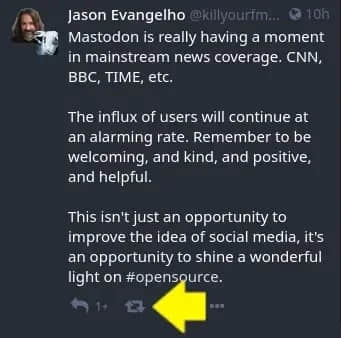 Jason Evangelho @killyourfm... 10h
Mastodon is really having a moment
in mainstream news coverage. CNN,
BBC, TIME, etc.
The influx of users will continue at
an alarming rate. Remember to be
welcoming, and kind, and positive,
and helpful.
This isn't just an opportunity to
improve the idea of social media, it's
an opportunity to shine a wonderful
light on #opensource.
1+